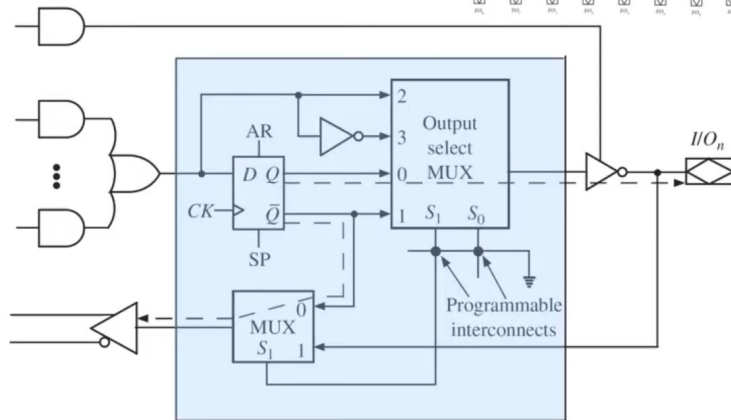 AR
D Q
CK
Q̄
SP
2
3
0
1
Output
select
MUX
S₁ S₀
I/Oₙ
Programmable
interconnects
0
MUX
S₁ 1